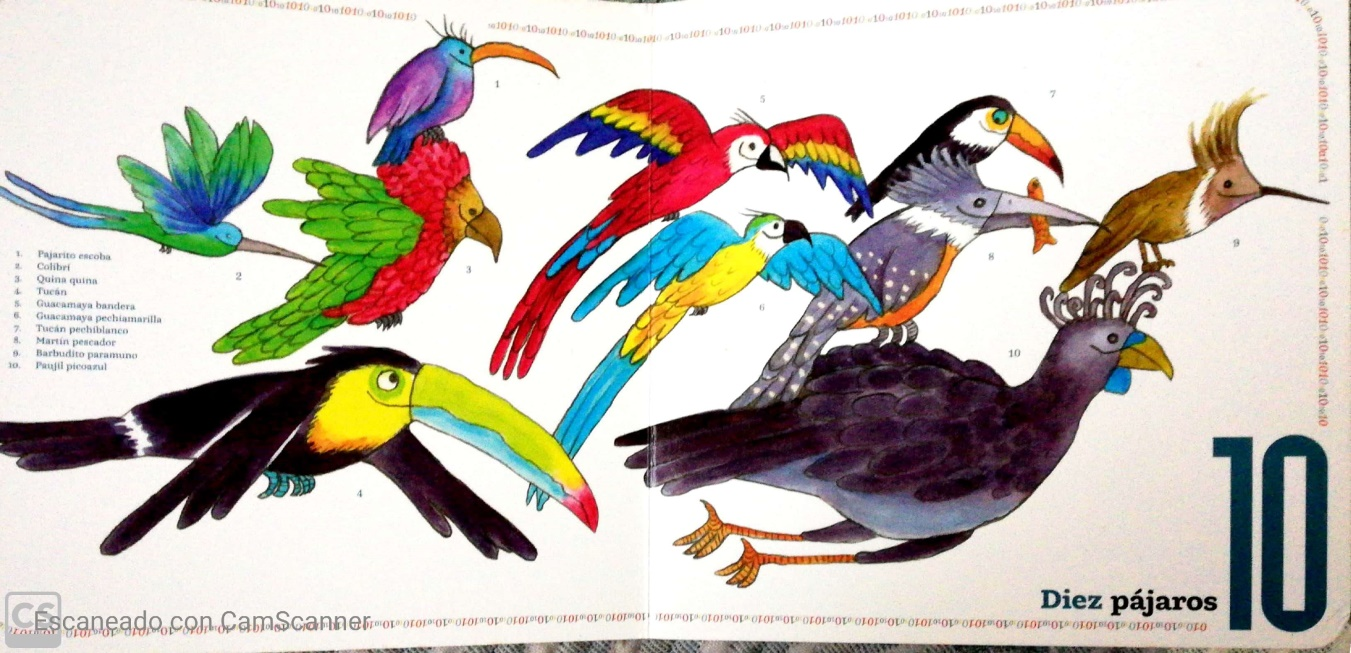 1. Pajarito escoba
2. Colibrí
3. Quina quina
4. Tucán
5. Guacamaya bandera
6. Guacamaya pechiamarilla
7. Tucán pechiblanco
8. Martín pescador
9. Barbudito paramuno
10. Paujil picoazul
1
2
3
4
5
6
7
8
9
10
10
Diez pájaros
CS Escaneado con CamScanner